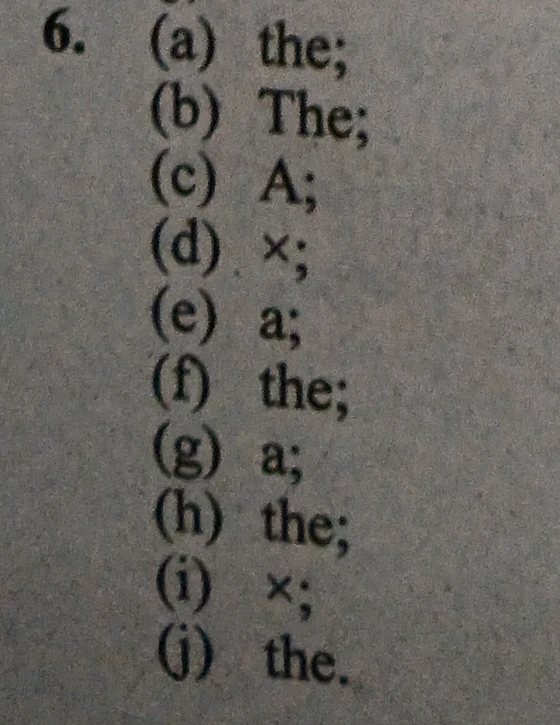 6. (a) the;
(b) The;
(c) A;
(d) ×;
(e) a;
(f) the;
(g) a;
(h) the;
(i) ×;
(j) the.